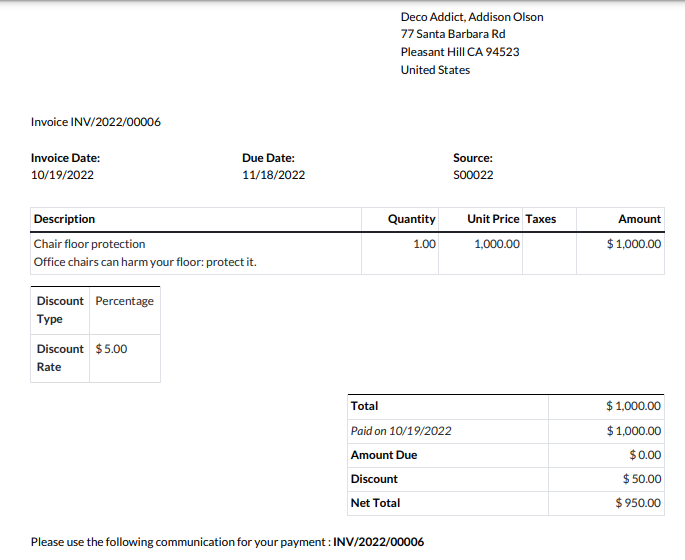 Deco Addict, Addison Olson
77 Santa Barbara Rd
Pleasant Hill CA 94523
United States
Invoice INV/2022/00006
Invoice Date: Due Date: Source:
10/19/2022 11/18/2022 S00022
Description Quantity Unit Price Taxes Amount
Chair floor protection 1.00 1,000.00 $ 1,000.00
Office chairs can harm your floor: protect it.
Discount Percentage
Type
Discount $ 5.00
Rate
Total $ 1,000.00
Paid on 10/19/2022 $ 1,000.00
Amount Due $ 0.00
Discount $ 50.00
Net Total $ 950.00
Please use the following communication for your payment : INV/2022/00006